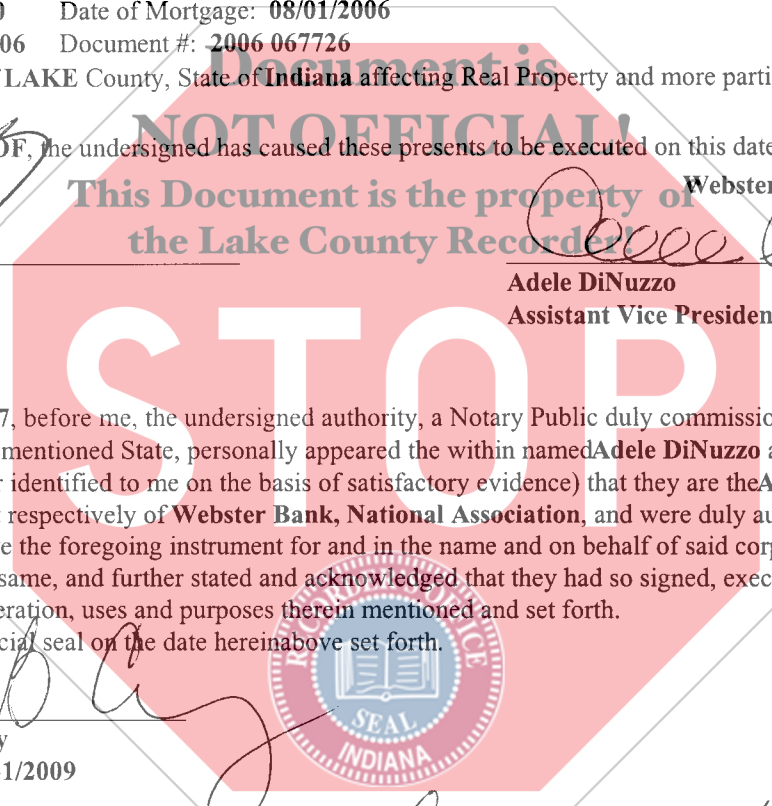 0 Date of Mortgage: 08/01/2006
06 Document #: 2006 067726
LAKE County, State of Indiana affecting Real Property and more parti
Document is
NOT OFFICIAL!
OF, the undersigned has caused these presents to be executed on this date
This Document is the property of
Webster
the Lake County Recorder!
Adele DiNuzzo
Assistant Vice Presiden
STOP
7, before me, the undersigned authority, a Notary Public duly commissio
mentioned State, personally appeared the within namedAdele DiNuzzo a
r identified to me on the basis of satisfactory evidence) that they are theA
t respectively of Webster Bank, National Association, and were duly au
e the foregoing instrument for and in the name and on behalf of said corp
same, and further stated and acknowledged that they had so signed, exec
eration, uses and purposes therein mentioned and set forth.
cial seal on the date hereinabove set forth.
RECORDER'S OFFICE
SEAL
INDIANA
y
1/2009